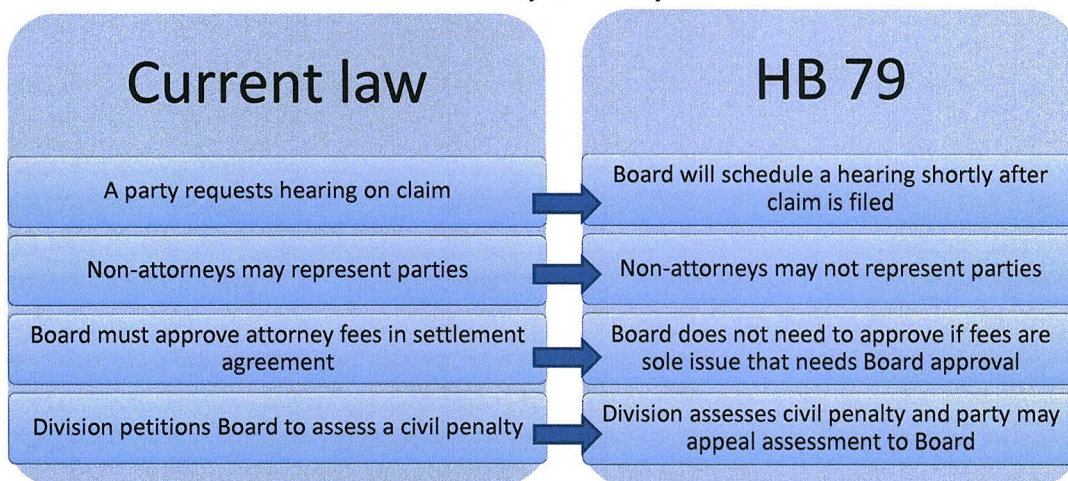 Current law
HB 79
A party requests hearing on claim
Board will schedule a hearing shortly after
claim is filed
Non-attorneys may represent parties
Non-attorneys may not represent parties
Board must approve attorney fees in settlement
agreement
Board does not need to approve if fees are
sole issue that needs Board approval
Division petitions Board to assess a civil penalty
Division assesses civil penalty and party may
appeal assessment to Board